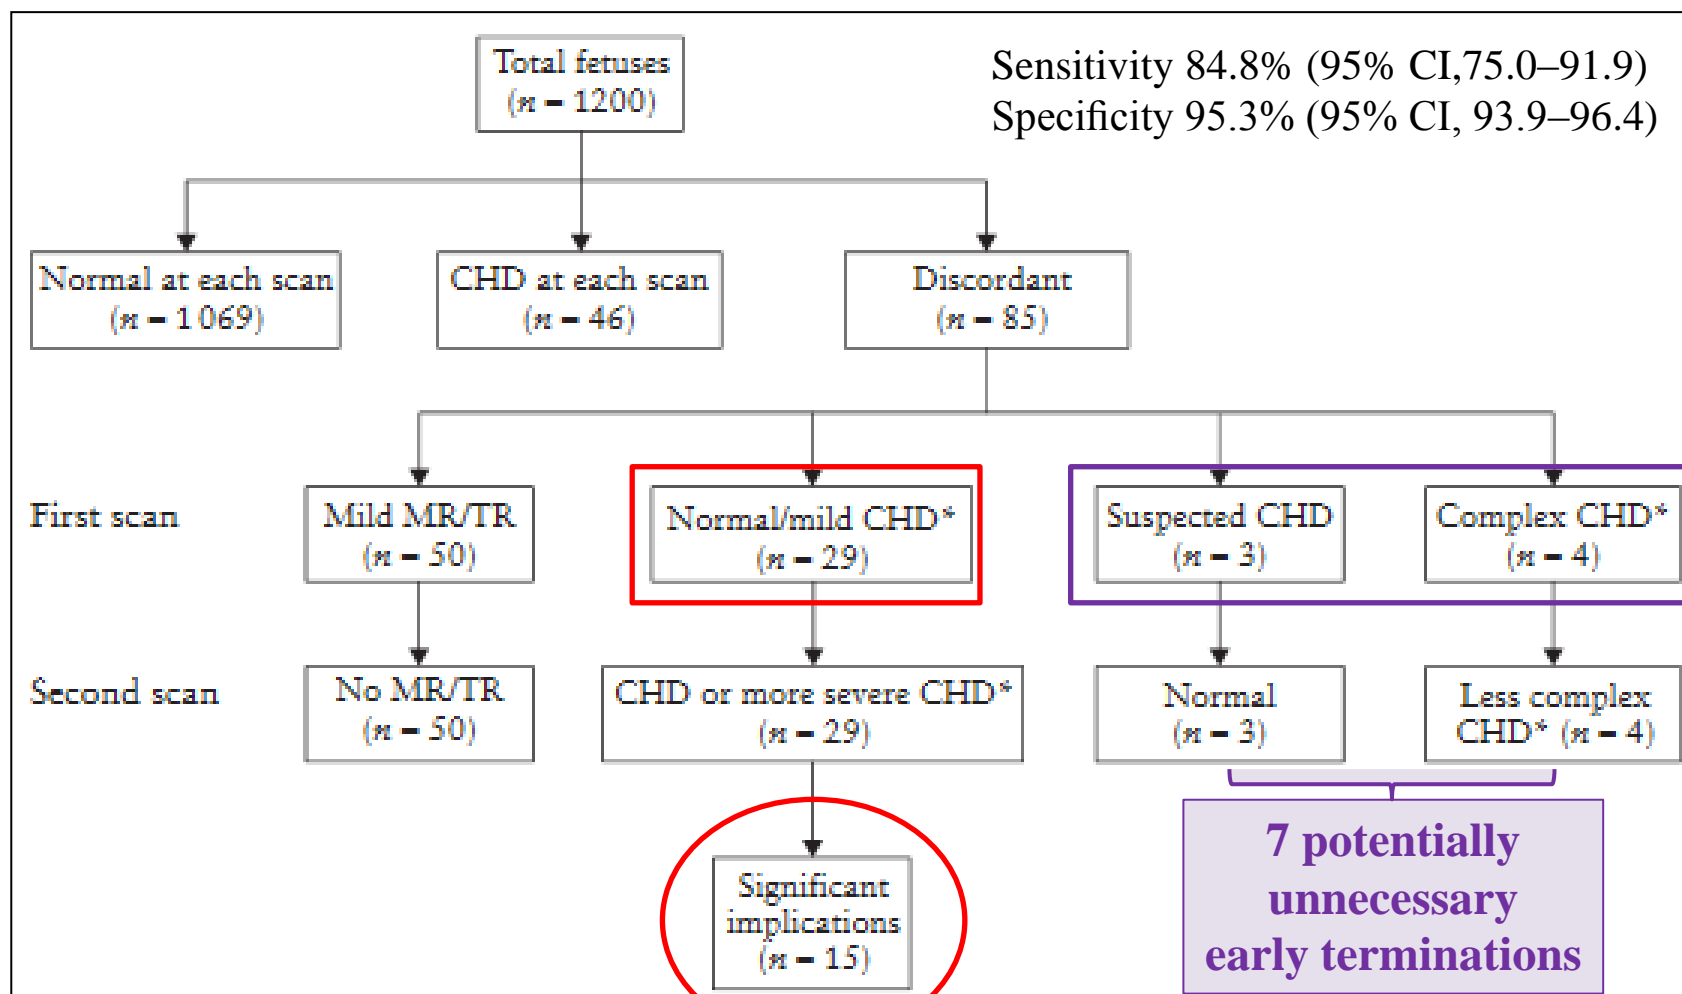 Total fetuses
(n = 1200)
Sensitivity 84.8% (95% CI,75.0–91.9)
Specificity 95.3% (95% CI, 93.9–96.4)
Normal at each scan
(n = 1069)
CHD at each scan
(n = 46)
Discordant
(n = 85)
First scan
Mild MR/TR
(n = 50)
Normal/mild CHD*
(n = 29)
Suspected CHD
(n = 3)
Complex CHD*
(n = 4)
Second scan
No MR/TR
(n = 50)
CHD or more severe CHD*
(n = 29)
Normal
(n = 3)
Less complex
CHD* (n = 4)
Significant
implications
(n = 15)
7 potentially
unnecessary
early terminations